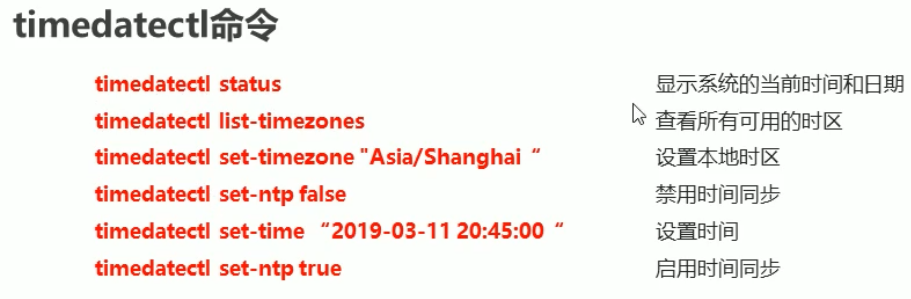 timedatectl命令
timedatectl status 显示系统的当前时间和日期
timedatectl list-timezones 查看所有可用的时区
timedatectl set-timezone "Asia/Shanghai “ 设置本地时区
timedatectl set-ntp false 禁用时间同步
timedatectl set-time “2019-03-11 20:45:00 “ 设置时间
timedatectl set-ntp true 启用时间同步